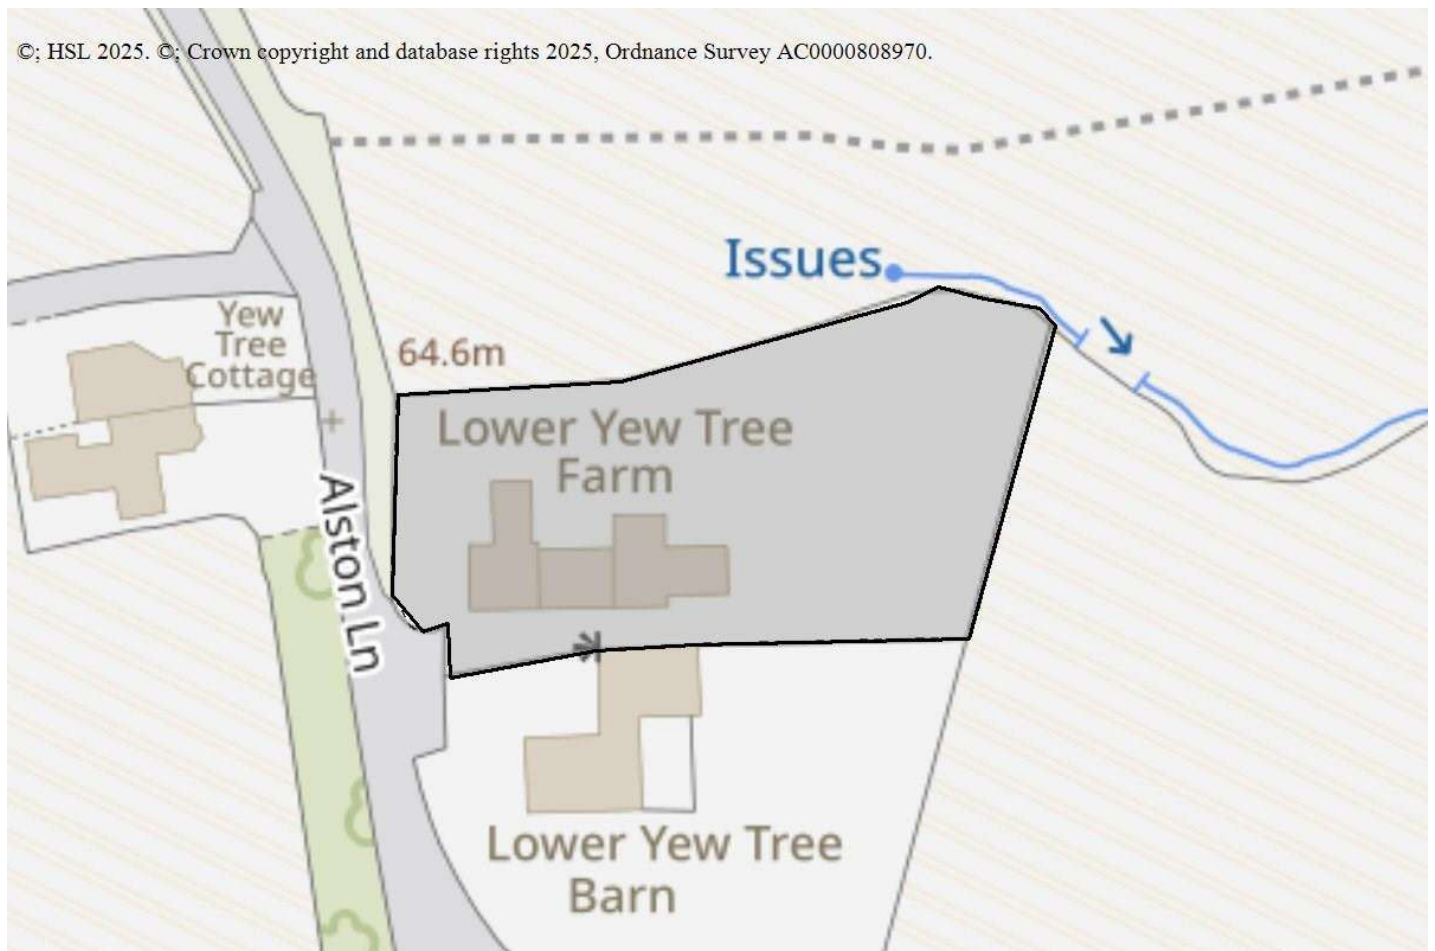 ©; HSL 2025. ©; Crown copyright and database rights 2025, Ordnance Survey AC0000808970.
Issues
Yew
Tree
Cottage
64.6m
Lower Yew Tree
Farm
Alston Ln
Lower Yew Tree
Barn